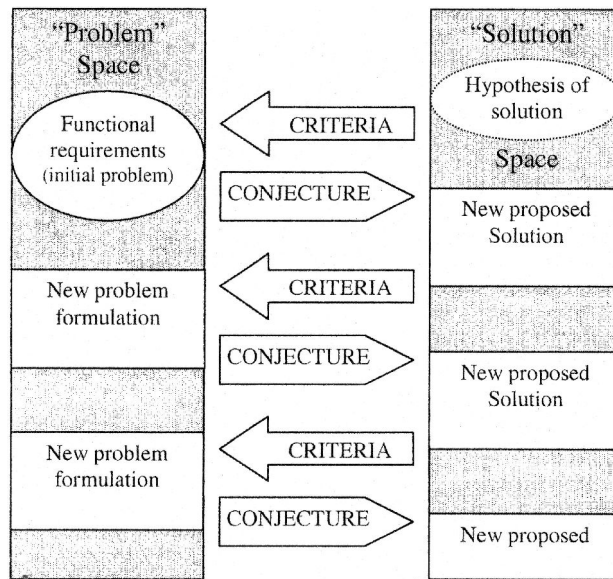 “Problem”
Space
Functional
requirements
(initial problem)
New problem
formulation
New problem
formulation
CRITERIA
CONJECTURE
CRITERIA
CONJECTURE
CRITERIA
CONJECTURE
“Solution”
Hypothesis of
solution
Space
New proposed
Solution
New proposed
Solution
New proposed